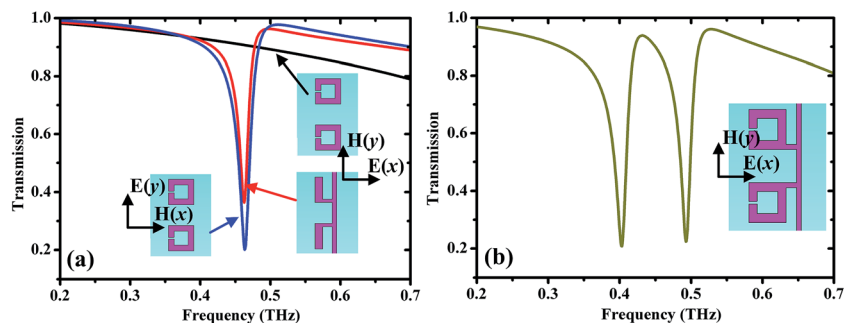 Transmission
1.0
0.8
0.6
0.4
0.2
0.2 0.3 0.4 0.5 0.6 0.7
Frequency (THz)
(a)
E(y)
H(x)
H(y)
E(x)
Transmission
1.0
0.8
0.6
0.4
0.2
0.2 0.3 0.4 0.5 0.6 0.7
Frequency (THz)
(b)
H(y)
E(x)